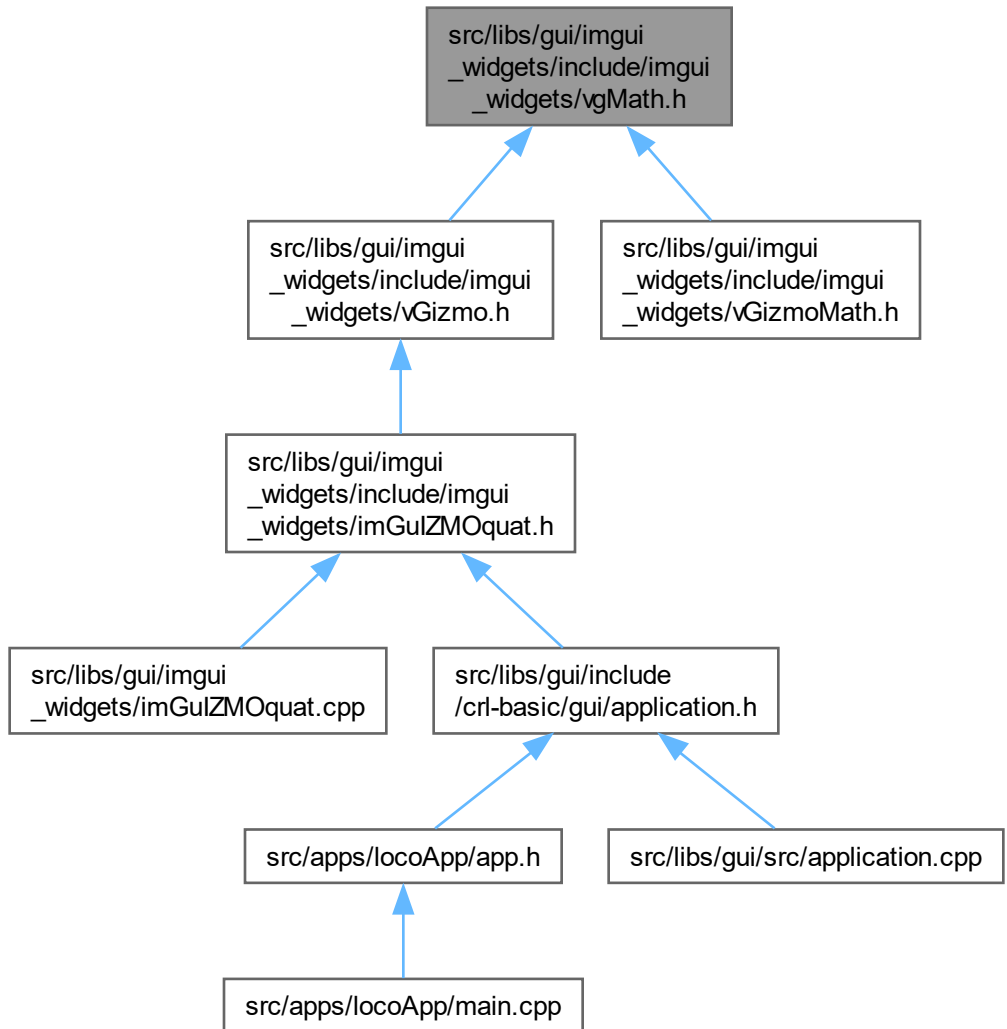 src/libs/gui/imgui
_widgets/include/imgui
_widgets/vgMath.h
src/libs/gui/imgui
_widgets/include/imgui
_widgets/vGizmo.h
src/libs/gui/imgui
_widgets/include/imgui
_widgets/vGizmoMath.h
src/libs/gui/imgui
_widgets/include/imgui
_widgets/imGuIZMOquat.h
src/libs/gui/imgui
_widgets/imGuIZMOquat.cpp
src/libs/gui/include
/crl-basic/gui/application.h
src/apps/locoApp/app.h
src/libs/gui/src/application.cpp
src/apps/locoApp/main.cpp